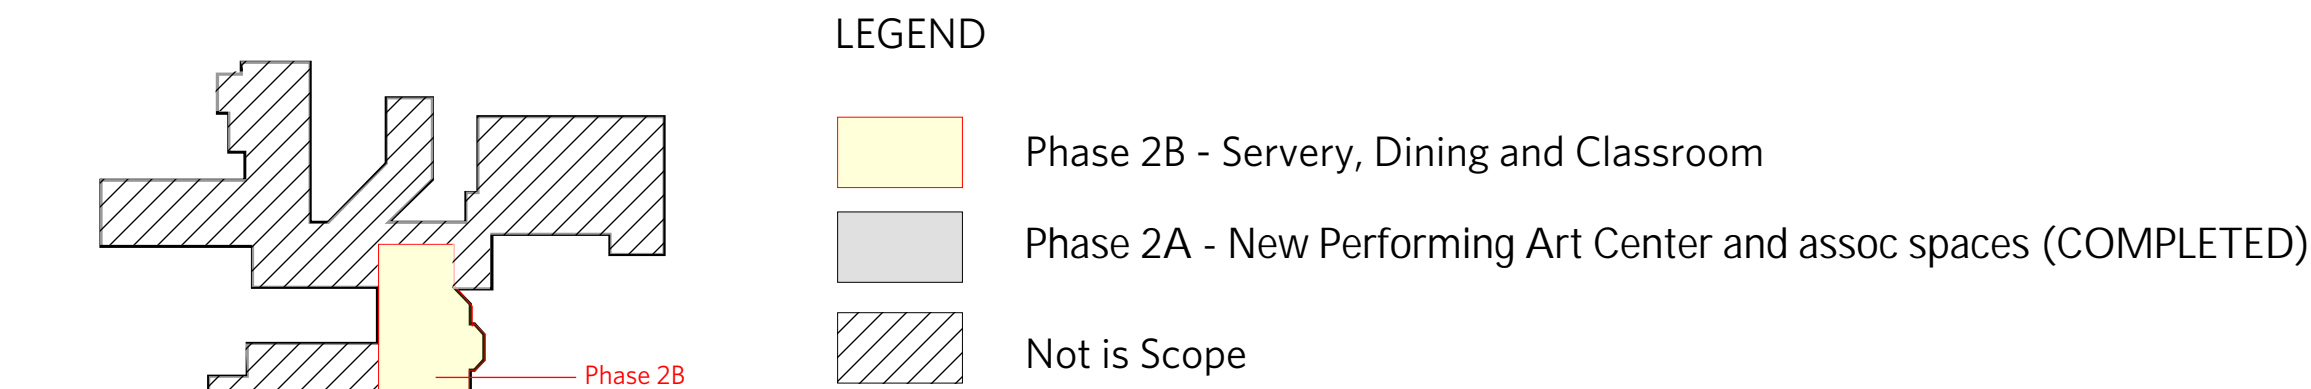 LEGEND
Phase 2B - Servery, Dining and Classroom
Phase 2A - New Performing Art Center and assoc spaces (COMPLETED)
Not is Scope
Phase 2B